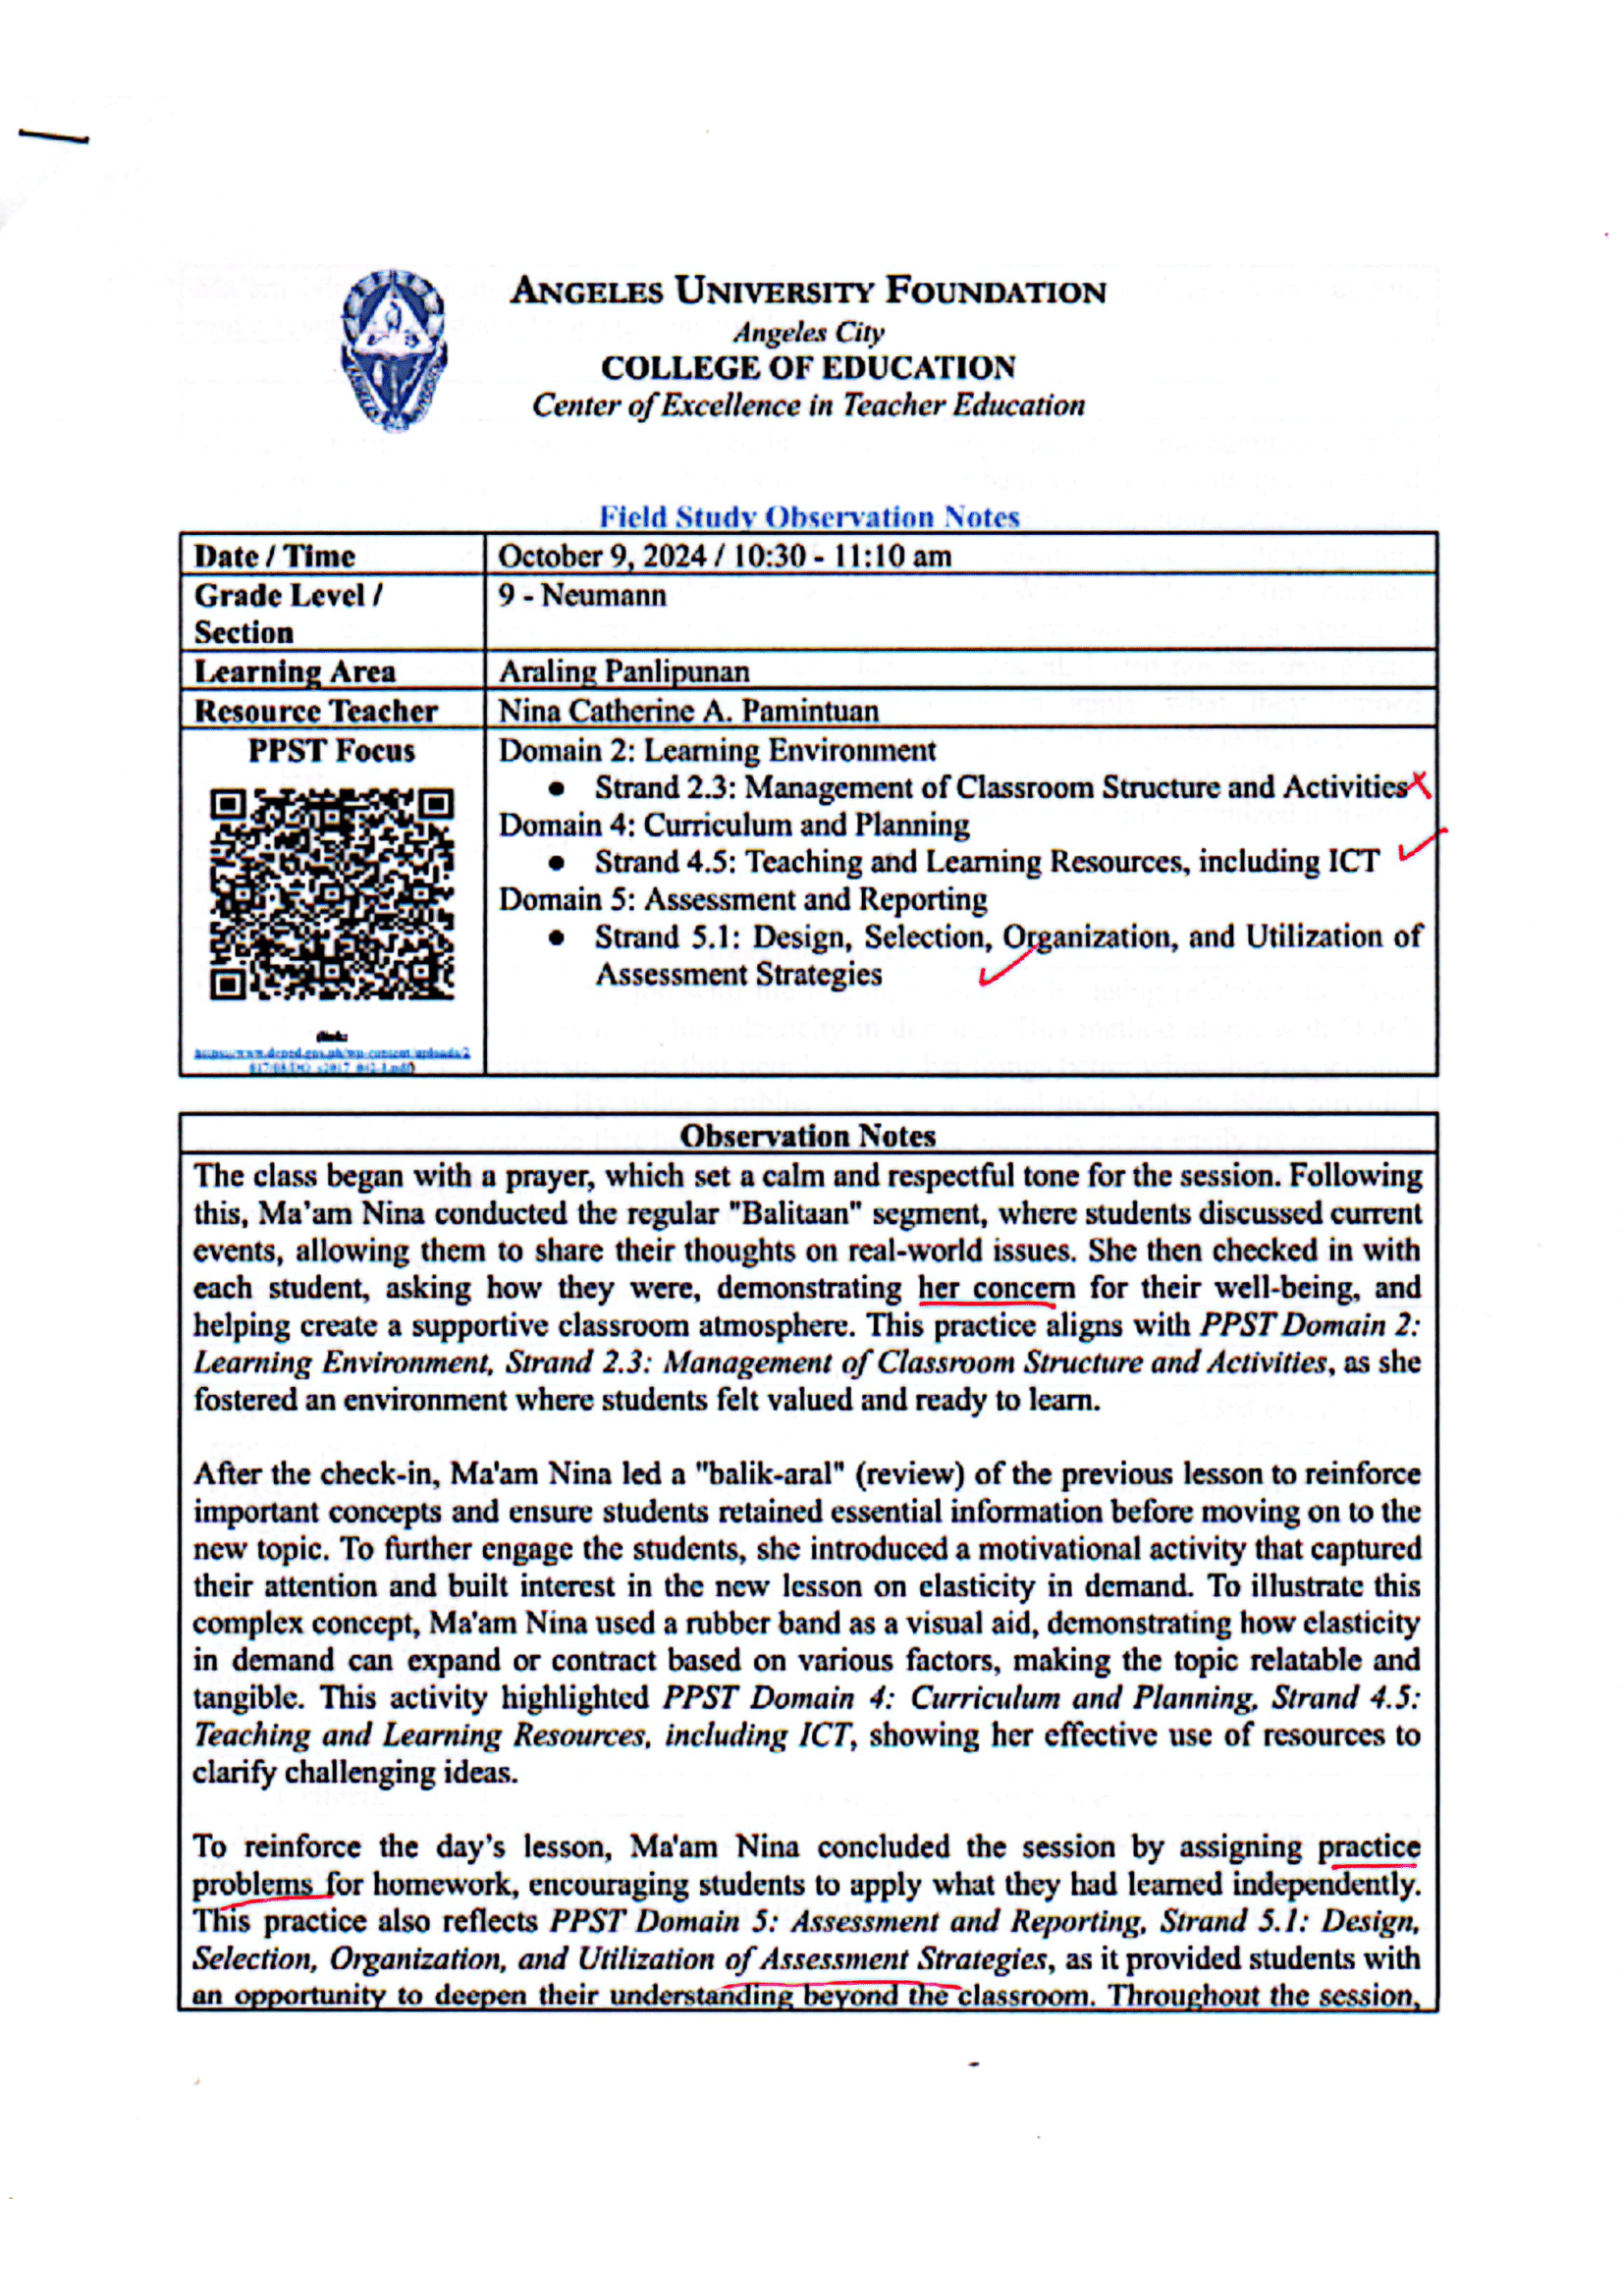 ANGELES UNIVERSITY FOUNDATION
Angeles City
COLLEGE OF EDUCATION
Center of Excellence in Teacher Education
Field Study Observation Notes
Date / Time October 9, 2024 / 10:30 - 11:10 am
Grade Level / Section 9 - Neumann
Learning Area Araling Panlipunan
Resource Teacher Nina Catherine A. Pamintuan
PPST Focus
Domain 2: Learning Environment
● Strand 2.3: Management of Classroom Structure and Activities
Domain 4: Curriculum and Planning
● Strand 4.5: Teaching and Learning Resources, including ICT
Domain 5: Assessment and Reporting
● Strand 5.1: Design, Selection, Organization, and Utilization of
Assessment Strategies
Observation Notes
The class began with a prayer, which set a calm and respectful tone for the session. Following
this, Ma'am Nina conducted the regular "Balitaan" segment, where students discussed current
events, allowing them to share their thoughts on real-world issues. She then checked in with
each student, asking how they were, demonstrating her concern for their well-being, and
helping create a supportive classroom atmosphere. This practice aligns with PPST Domain 2:
Learning Environment, Strand 2.3: Management of Classroom Structure and Activities, as she
fostered an environment where students felt valued and ready to learn.
After the check-in, Ma'am Nina led a "balik-aral" (review) of the previous lesson to reinforce
important concepts and ensure students retained essential information before moving on to the
new topic. To further engage the students, she introduced a motivational activity that captured
their attention and built interest in the new lesson on elasticity in demand. To illustrate this
complex concept, Ma'am Nina used a rubber band as a visual aid, demonstrating how elasticity
in demand can expand or contract based on various factors, making the topic relatable and
tangible. This activity highlighted PPST Domain 4: Curriculum and Planning, Strand 4.5:
Teaching and Learning Resources, including ICT, showing her effective use of resources to
clarify challenging ideas.
To reinforce the day's lesson, Ma'am Nina concluded the session by assigning practice
problems for homework, encouraging students to apply what they had learned independently.
This practice also reflects PPST Domain 5: Assessment and Reporting, Strand 5.1: Design,
Selection, Organization, and Utilization of Assessment Strategies, as it provided students with
an opportunity to deepen their understanding beyond the classroom. Throughout the session,